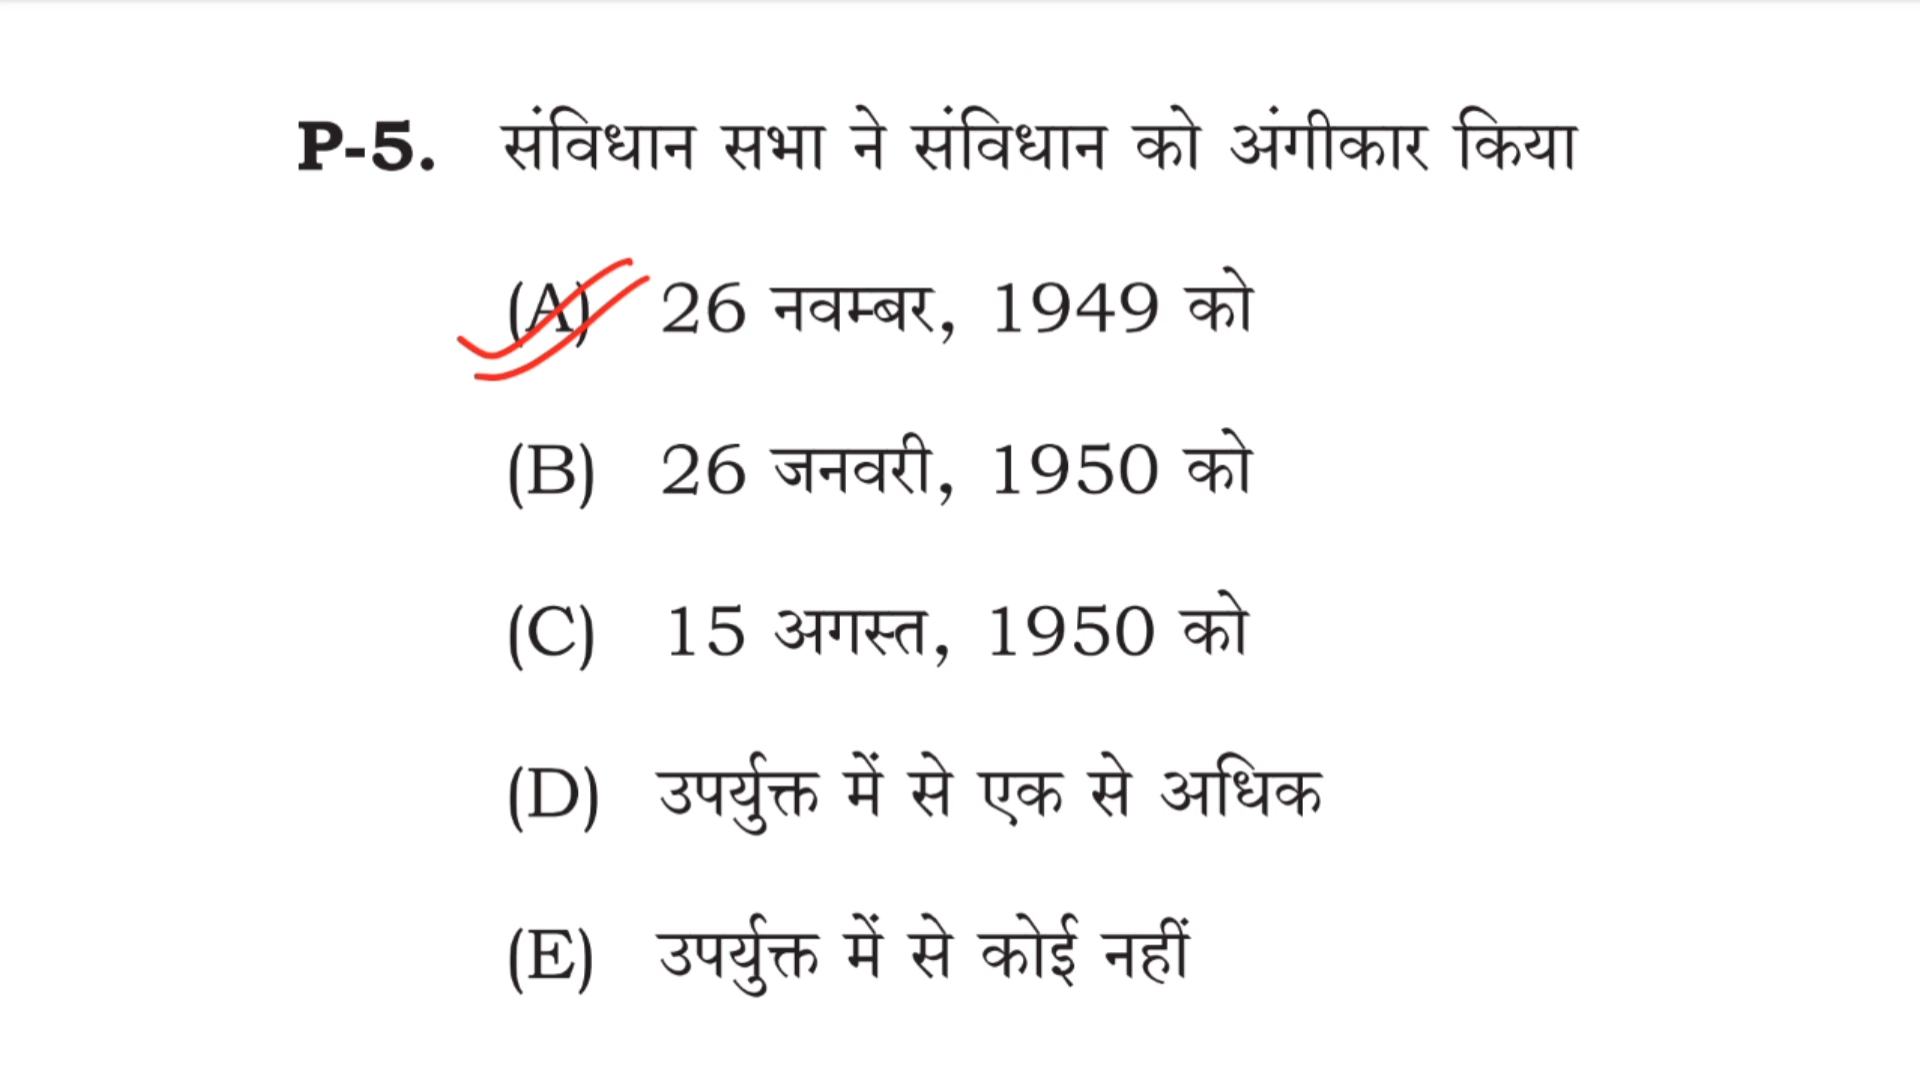 P-5. संविधान सभा ने संविधान को अंगीकार किया
(A) 26 नवम्बर, 1949 को
(B) 26 जनवरी, 1950 को
(C) 15 अगस्त, 1950 को
(D) उपर्युक्त में से एक से अधिक
(E) उपर्युक्त में से कोई नहीं